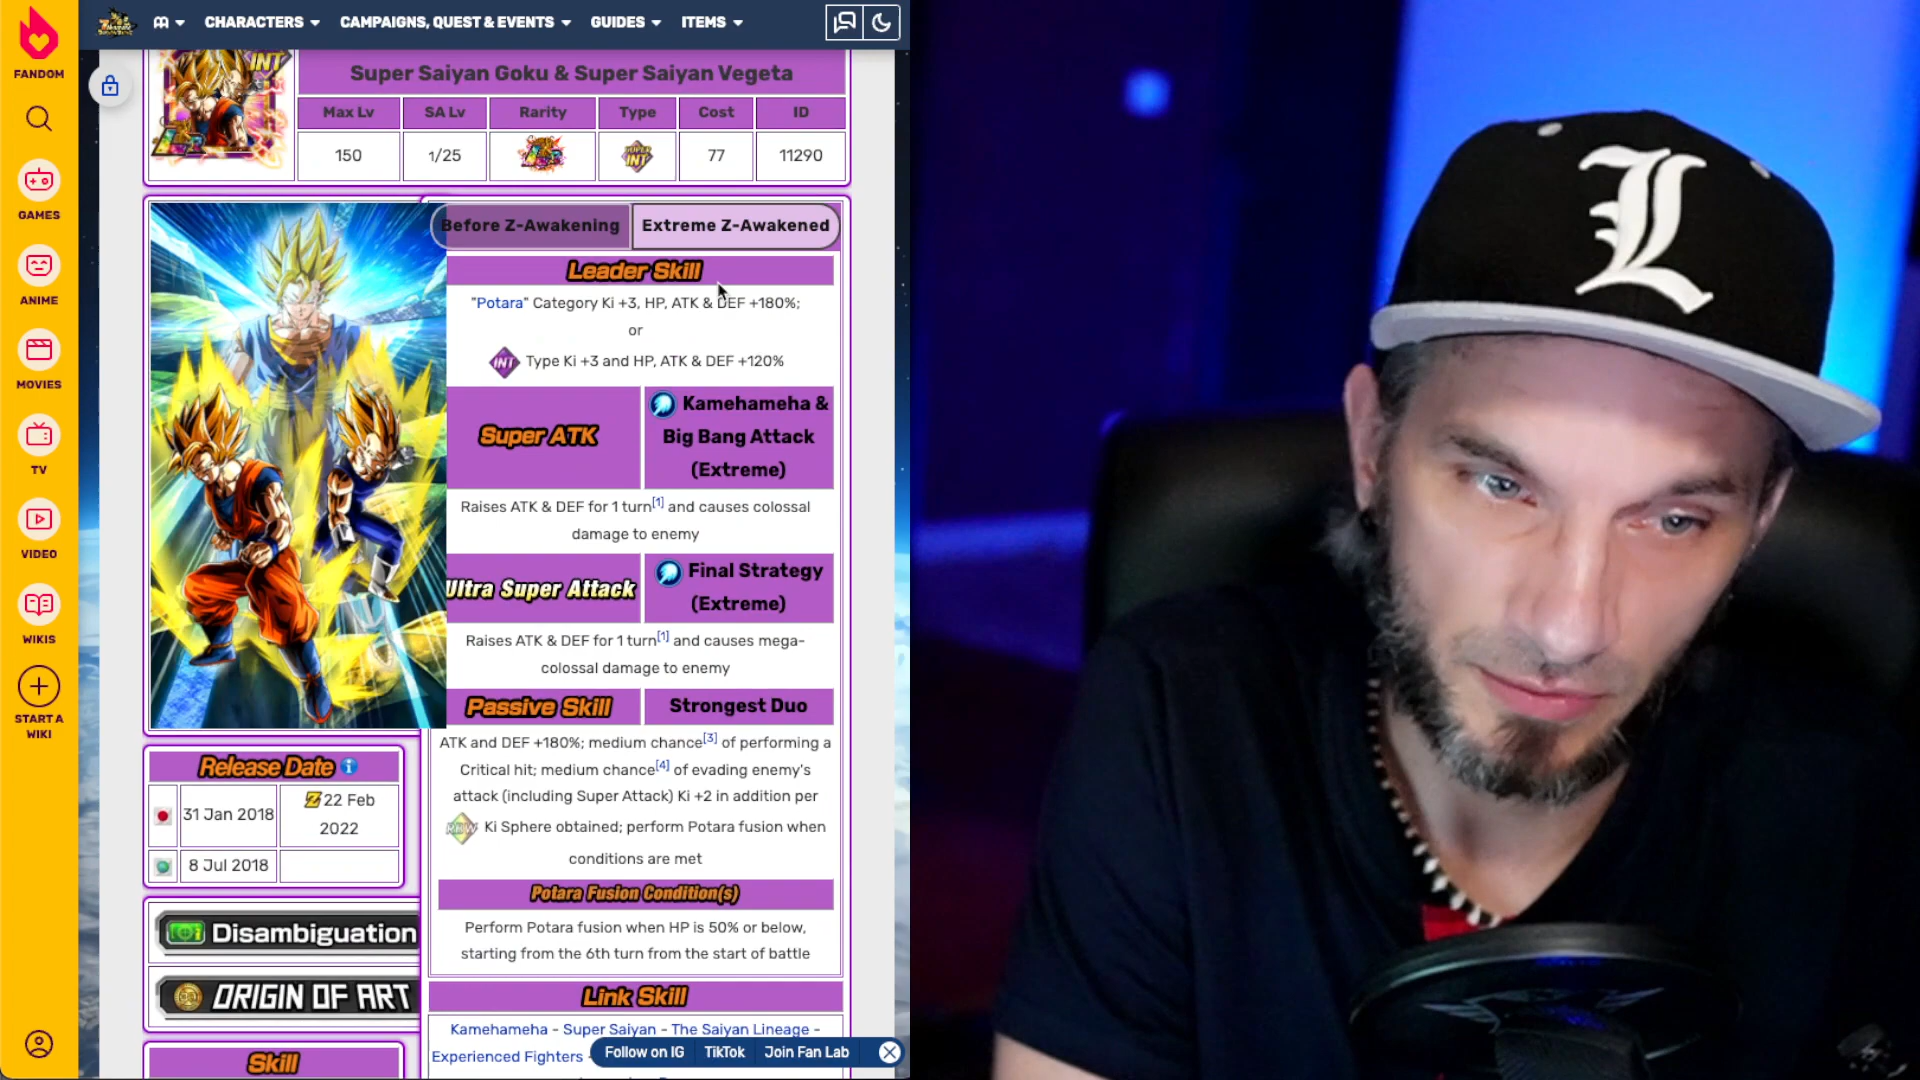 FANDOM
GAMES
ANIME
MOVIES
TV
VIDEO
WIKIS
START A
WIKI
CHARACTERS
CAMPAIGNS, QUEST & EVENTS
GUIDES
ITEMS
INT
LR
Super Saiyan Goku & Super Saiyan Vegeta
Max Lv
SA Lv
Rarity
Type
Cost
ID
150
1/25
LR
SUPER INT
77
11290
Before Z-Awakening
Extreme Z-Awakened
Leader Skill
"Potara" Category Ki +3, HP, ATK & DEF +180%;
or
INT Type Ki +3 and HP, ATK & DEF +120%
Super ATK
Kamehameha &
Big Bang Attack
(Extreme)
Raises ATK & DEF for 1 turn[1] and causes colossal
damage to enemy
Ultra Super Attack
Final Strategy
(Extreme)
Raises ATK & DEF for 1 turn[1] and causes mega-
colossal damage to enemy
Passive Skill
Strongest Duo
ATK and DEF +180%; medium chance[3] of performing a
Critical hit; medium chance[4] of evading enemy's
attack (including Super Attack) Ki +2 in addition per
RBW Ki Sphere obtained; perform Potara fusion when
conditions are met
Potara Fusion Condition(s)
Perform Potara fusion when HP is 50% or below,
starting from the 6th turn from the start of battle
Link Skill
Kamehameha - Super Saiyan - The Saiyan Lineage -
Experienced Fighters -
Release Date
31 Jan 2018
Z 22 Feb
2022
8 Jul 2018
Disambiguation
ORIGIN OF ART
Skill
Follow on IG
TikTok
Join Fan Lab
L